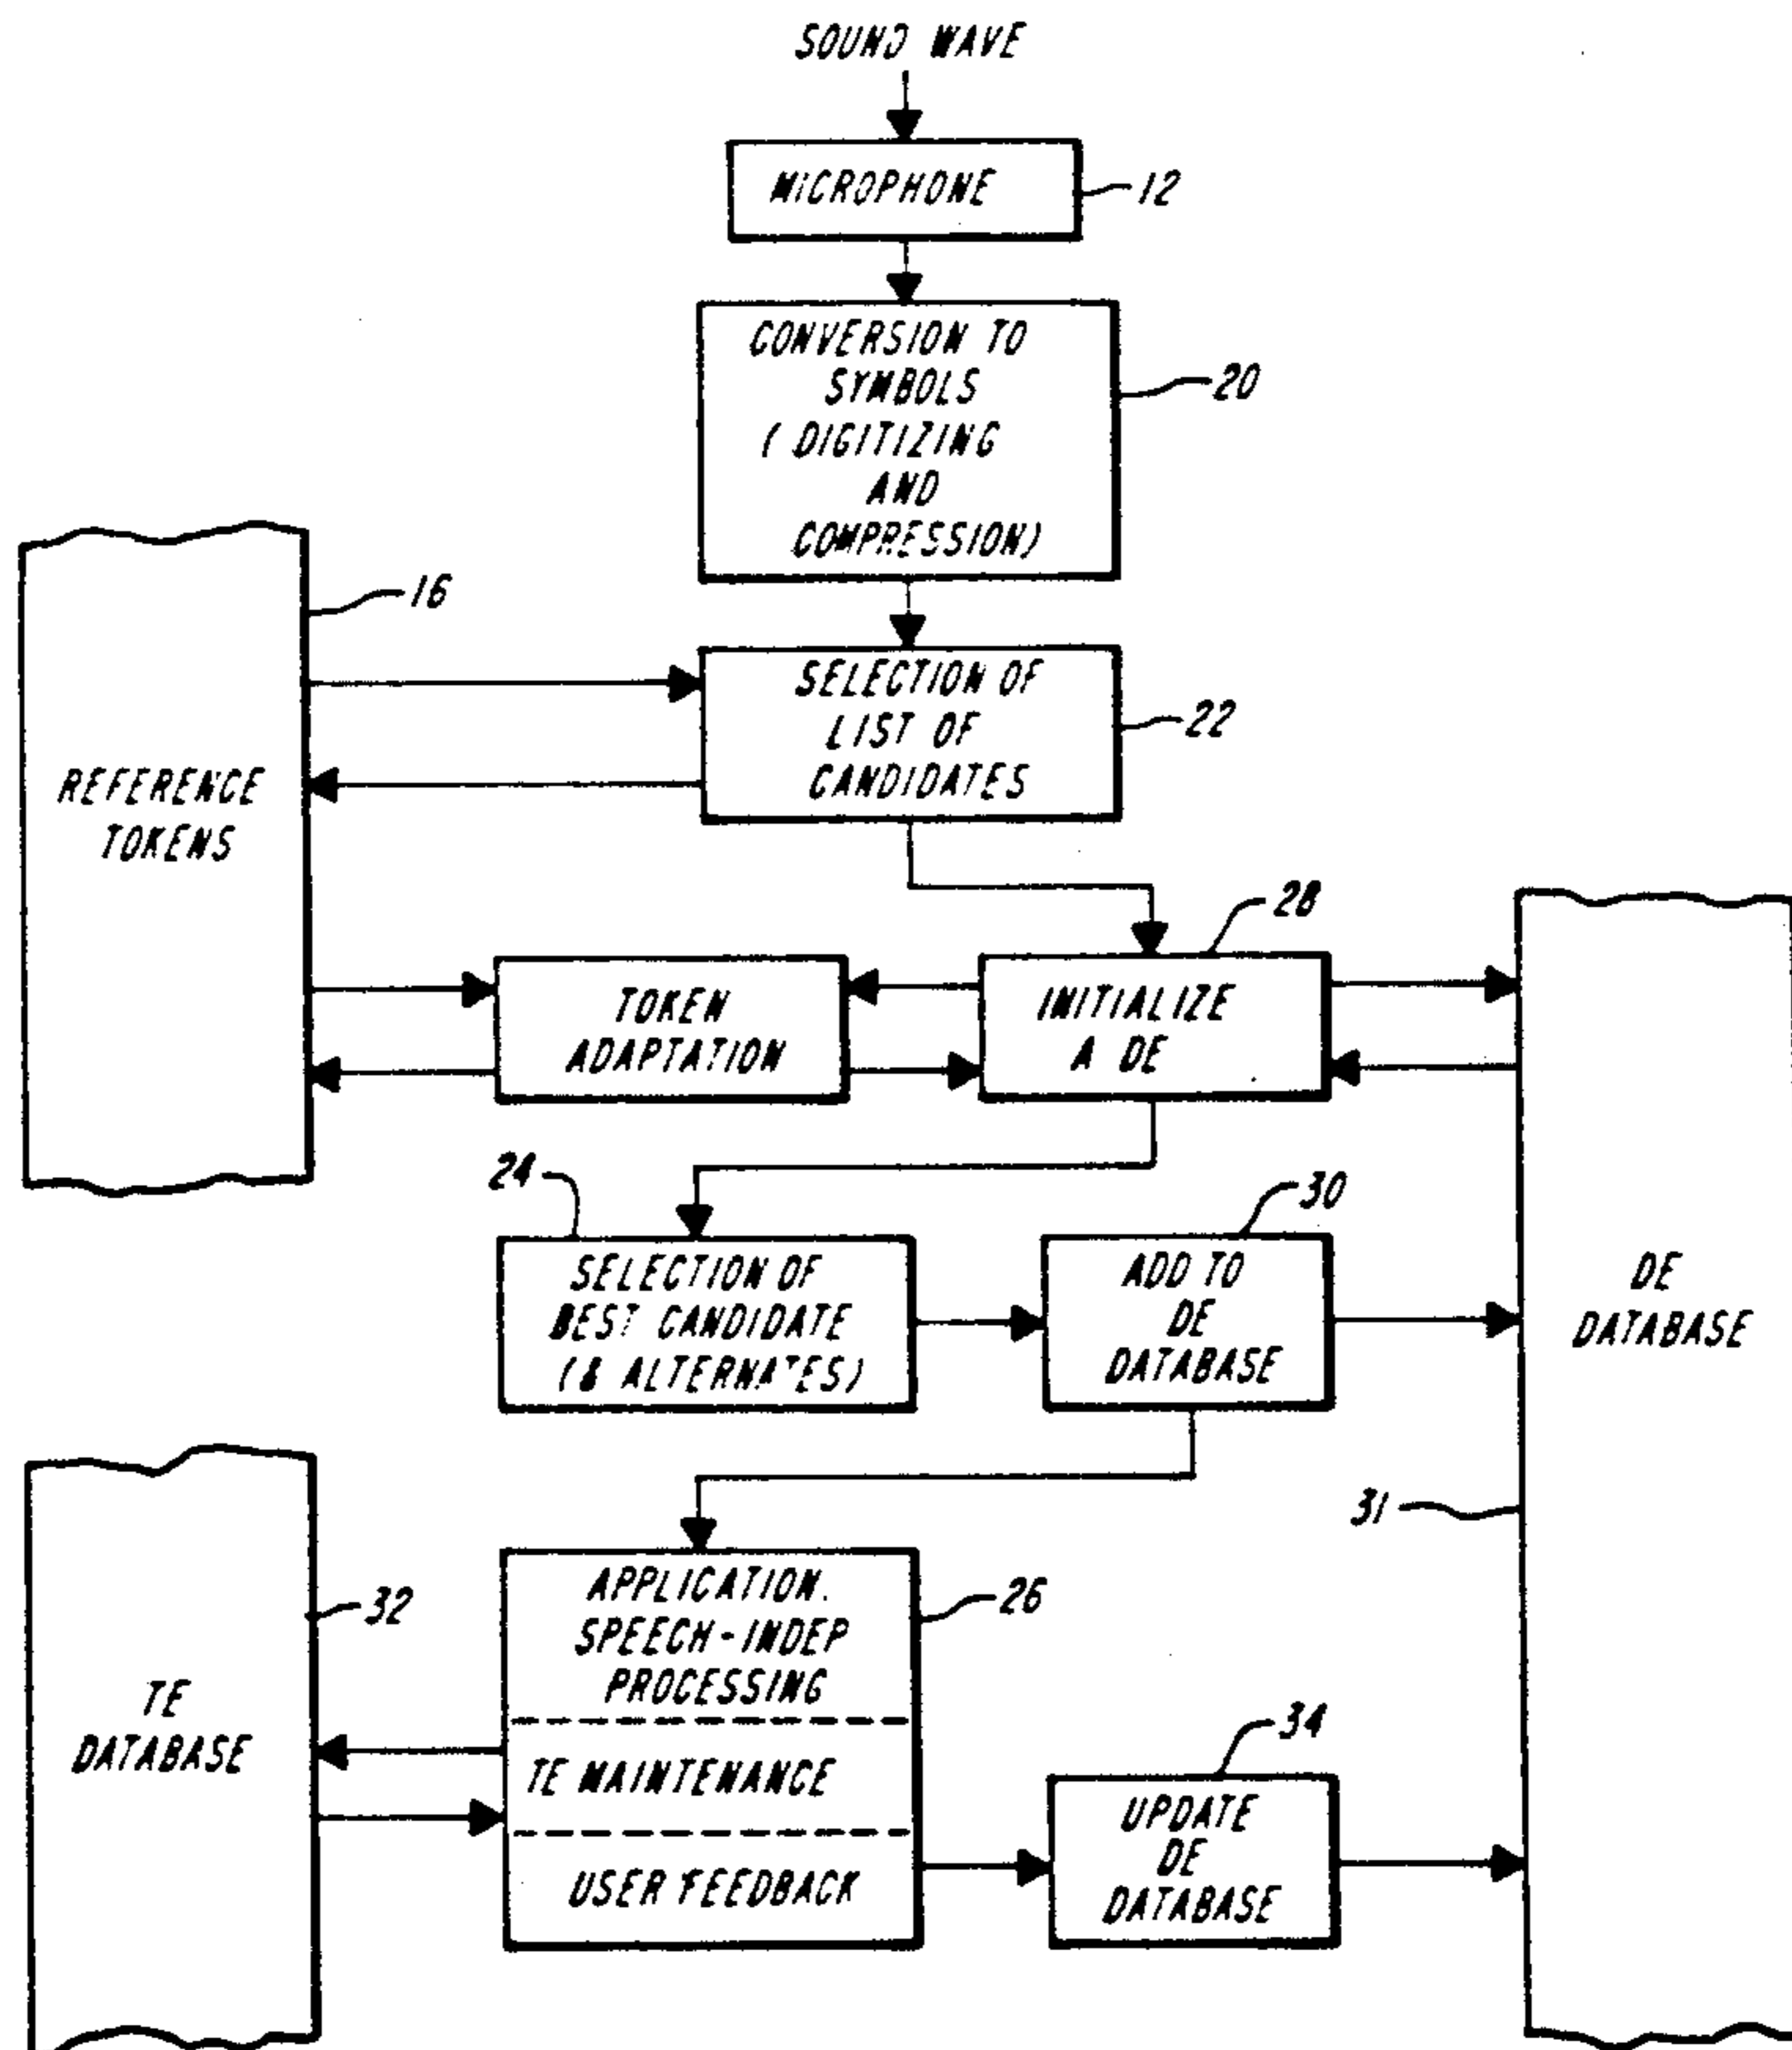 SOUND WAVE
MICROPHONE
12
CONVERSION TO
SYMBOLS
(DIGITIZING
AND
COMPRESSION)
20
16
SELECTION OF
LIST OF
CANDIDATES
22
REFERENCE
TOKENS
28
TOKEN
ADAPTATION
INITIALIZE
A DE
24
30
SELECTION OF
BEST CANDIDATE
(& ALTERNATES)
ADD TO
DE
DATABASE
DE
DATABASE
31
APPLICATION.
SPEECH-INDEP
PROCESSING
26
32
TE
DATABASE
TE MAINTENANCE
34
USER FEEDBACK
UPDATE
DE
DATABASE